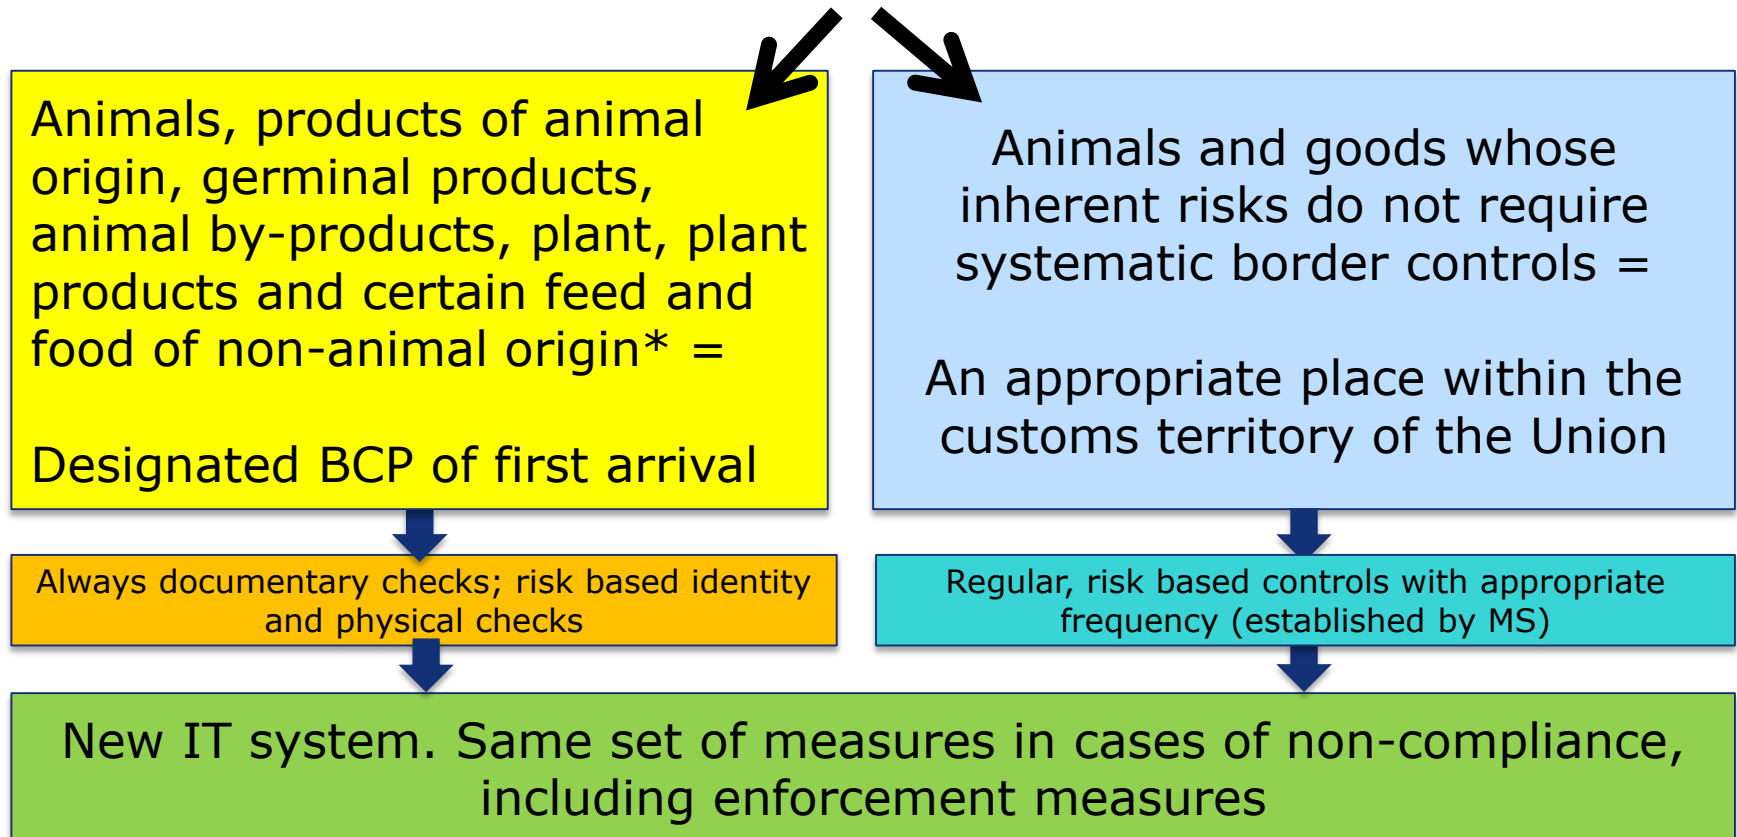 Animals, products of animal
origin, germinal products,
animal by-products, plant, plant
products and certain feed and
food of non-animal origin* =
Designated BCP of first arrival
Animals and goods whose
inherent risks do not require
systematic border controls =
An appropriate place within the
customs territory of the Union
Always documentary checks; risk based identity
and physical checks
Regular, risk based controls with appropriate
frequency (established by MS)
New IT system. Same set of measures in cases of non-compliance,
including enforcement measures